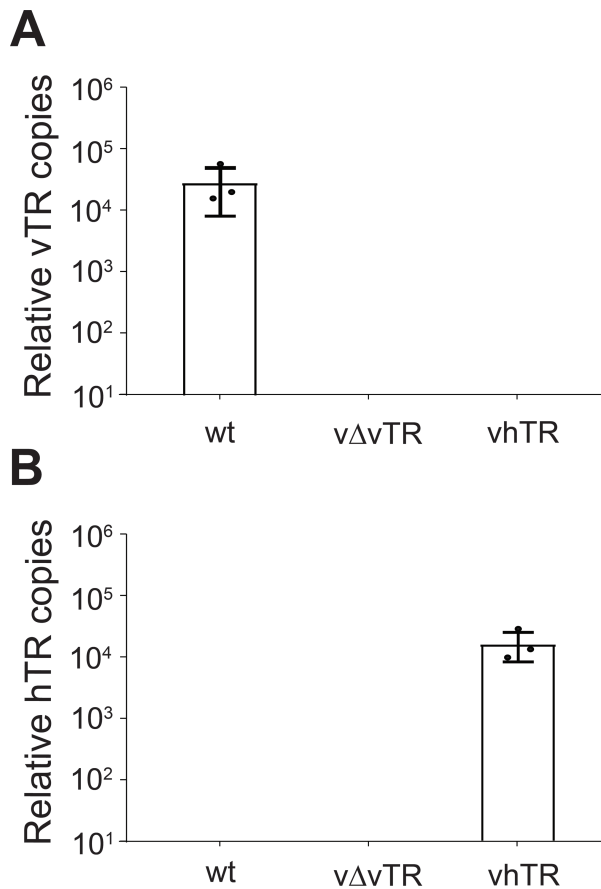 A
Relative vTR copies
10⁶
10⁵
10⁴
10³
10²
10¹
wt vΔvTR vhTR
B
Relative hTR copies
10⁶
10⁵
10⁴
10³
10²
10¹
wt vΔvTR vhTR